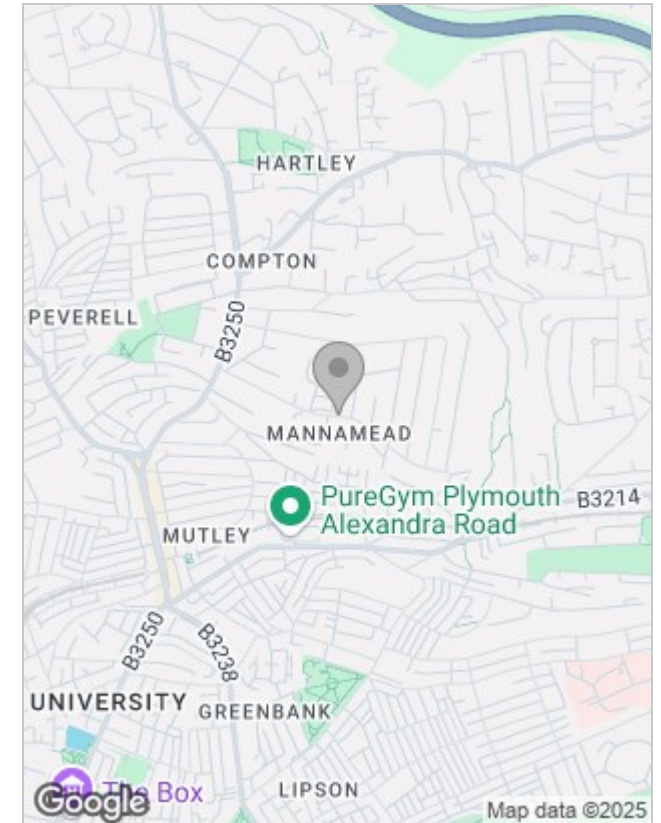 HARTLEY
COMPTON
PEVERELL
B3250
MANNAMEAD
PureGym Plymouth
Alexandra Road
B3214
MUTLEY
B3250
B3238
UNIVERSITY
GREENBANK
The Box
LIPSON
Google
Map data ©2025